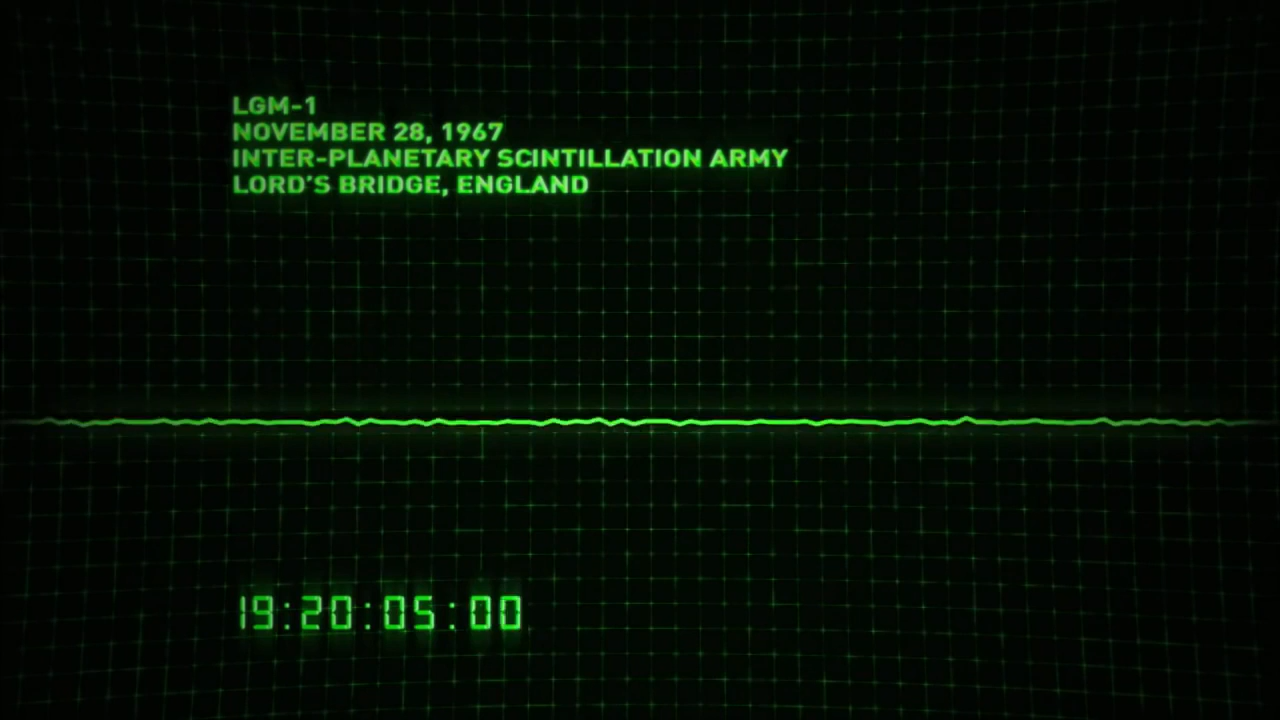 LGM-1
NOVEMBER 28, 1967
INTER-PLANETARY SCINTILLATION ARMY
LORD'S BRIDGE, ENGLAND
19:20:05:00